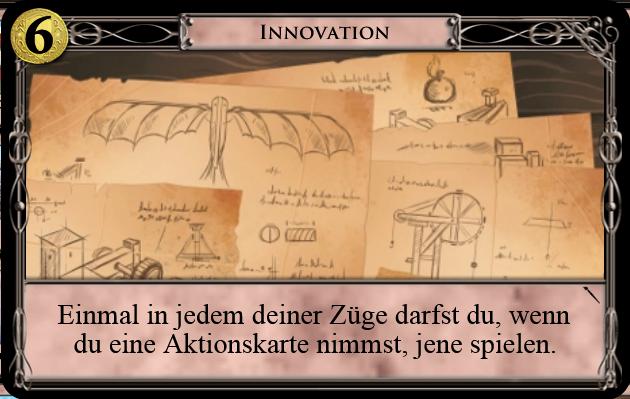 6
INNOVATION
Einmal in jedem deiner Züge darfst du, wenn
du eine Aktionskarte nimmst, jene spielen.